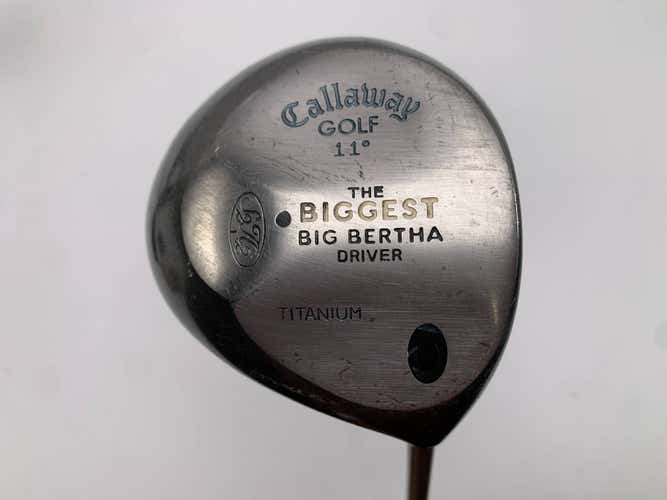 Callaway
GOLF
11°
THE
BIGGEST
BIG BERTHA
DRIVER
TITANIUM